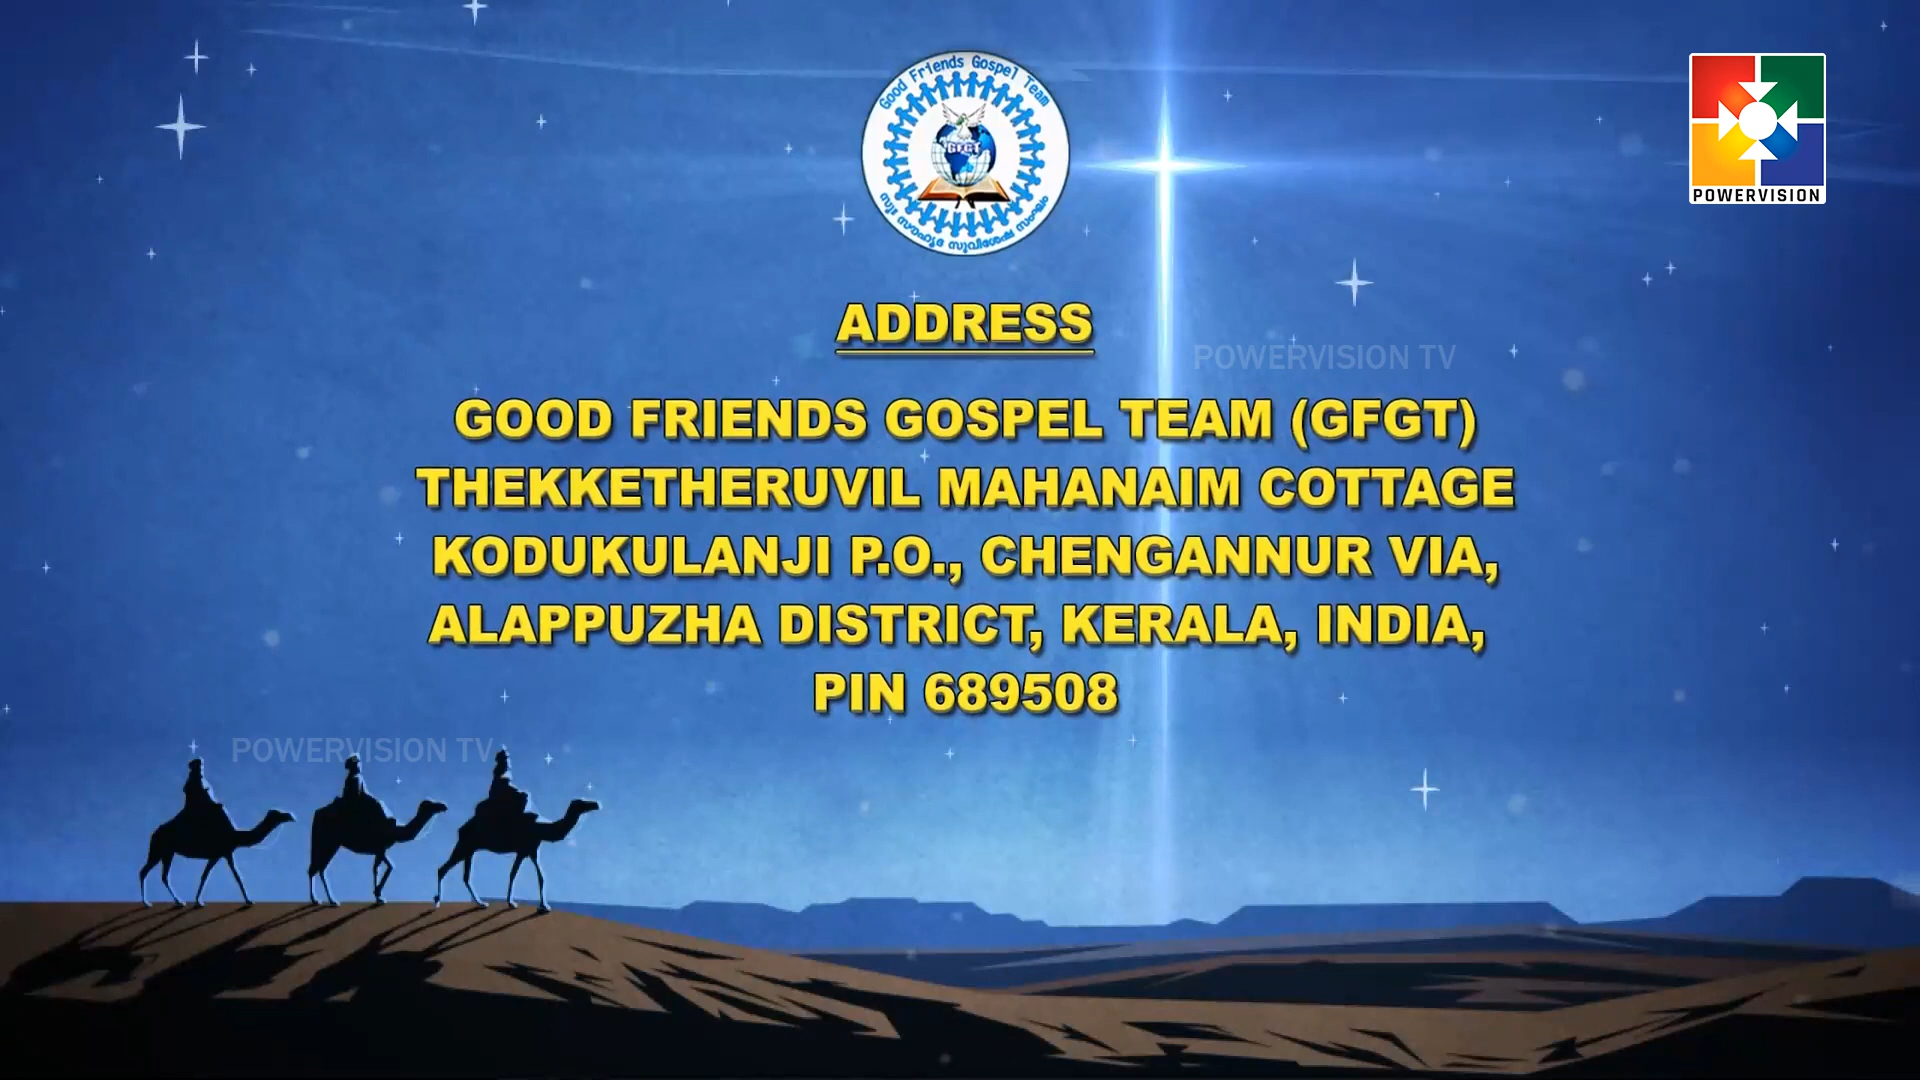 Good Friends Gospel Team
GFGT
POWERVISION
ADDRESS
POWERVISION TV
GOOD FRIENDS GOSPEL TEAM (GFGT)
THEKKETHERUVIL MAHANAIM COTTAGE
KODUKULANJI P.O., CHENGANNUR VIA,
ALAPPUZHA DISTRICT, KERALA, INDIA,
PIN 689508
POWERVISION TV